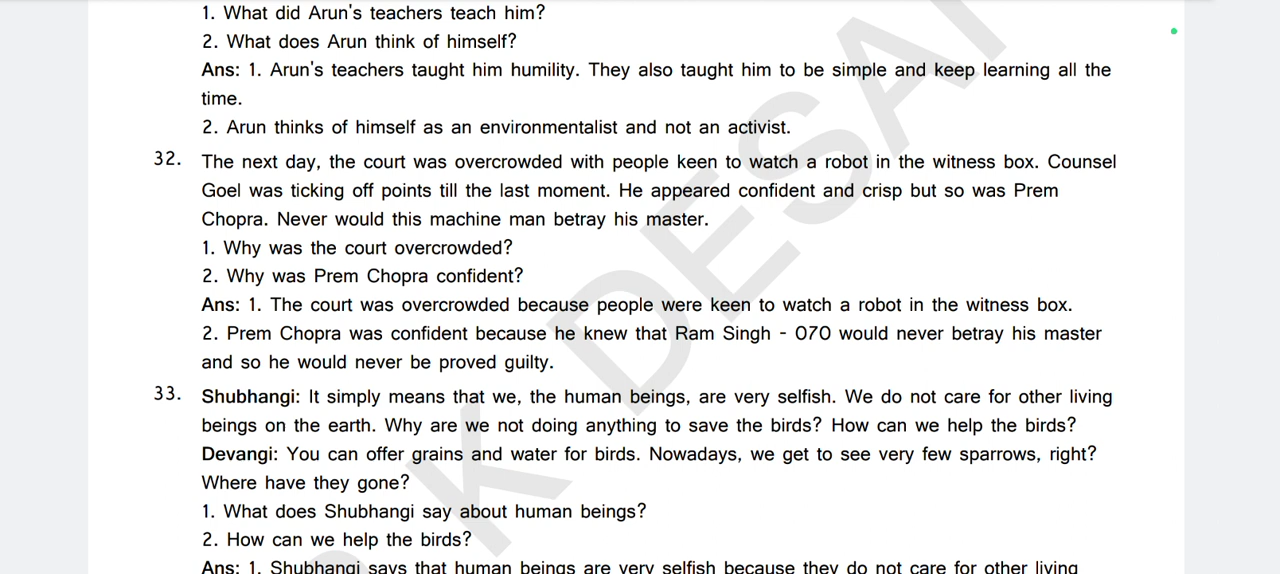 1. What did Arun's teachers teach him?
2. What does Arun think of himself?
Ans: 1. Arun's teachers taught him humility. They also taught him to be simple and keep learning all the
time.
2. Arun thinks of himself as an environmentalist and not an activist.
32. The next day, the court was overcrowded with people keen to watch a robot in the witness box. Counsel
Goel was ticking off points till the last moment. He appeared confident and crisp but so was Prem
Chopra. Never would this machine man betray his master.
1. Why was the court overcrowded?
2. Why was Prem Chopra confident?
Ans: 1. The court was overcrowded because people were keen to watch a robot in the witness box.
2. Prem Chopra was confident because he knew that Ram Singh - 070 would never betray his master
and so he would never be proved guilty.
33. Shubhangi: It simply means that we, the human beings, are very selfish. We do not care for other living
beings on the earth. Why are we not doing anything to save the birds? How can we help the birds?
Devangi: You can offer grains and water for birds. Nowadays, we get to see very few sparrows, right?
Where have they gone?
1. What does Shubhangi say about human beings?
2. How can we help the birds?
Ans: 1. Shubhangi says that human beings are very selfish because they do not care for other living
K DESAI